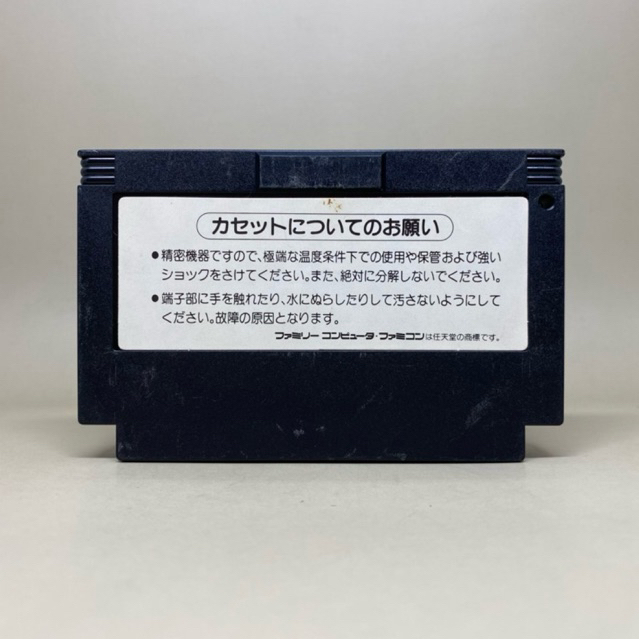 カセットについてのお願い
●精密機器ですので、極端な温度条件下での使用や保管および強い
ショックをさけてください。また、絶対に分解しないでください。
●端子部に手を触れたり、水にぬらしたりして汚さないようにして
ください。故障の原因となります。
ファミリーコンピュータ・ファミコンは任天堂の商標です。